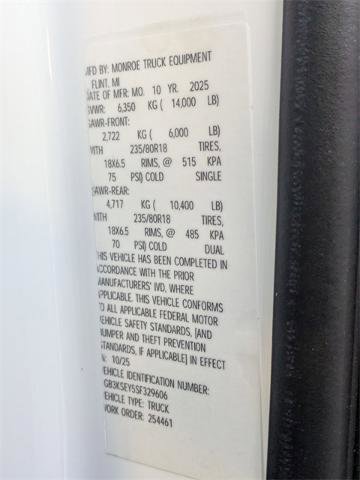 MFD BY: MONROE TRUCK EQUIPMENT
FLINT, MI
DATE OF MFR: MO. 10 YR. 2025
GVWR: 6,350 KG ( 14,000 LB)
GAWR-FRONT:
2,722 KG ( 6,000 LB)
WITH 235/80R18 TIRES,
18X6.5 RIMS, @ 515 KPA
75 PSI) COLD SINGLE
GAWR-REAR:
4,717 KG ( 10,400 LB)
WITH 235/80R18 TIRES,
18X6.5 RIMS, @ 485 KPA
70 PSI) COLD DUAL
THIS VEHICLE HAS BEEN COMPLETED IN
ACCORDANCE WITH THE PRIOR
MANUFACTURERS' IVD, WHERE
APPLICABLE. THIS VEHICLE CONFORMS
TO ALL APPLICABLE FEDERAL MOTOR
VEHICLE SAFETY STANDARDS, [AND
BUMPER AND THEFT PREVENTION
STANDARDS, IF APPLICABLE] IN EFFECT
IN: 10/25
VEHICLE IDENTIFICATION NUMBER:
GB3KSEY5SF329606
VEHICLE TYPE: TRUCK
WORK ORDER: 254461